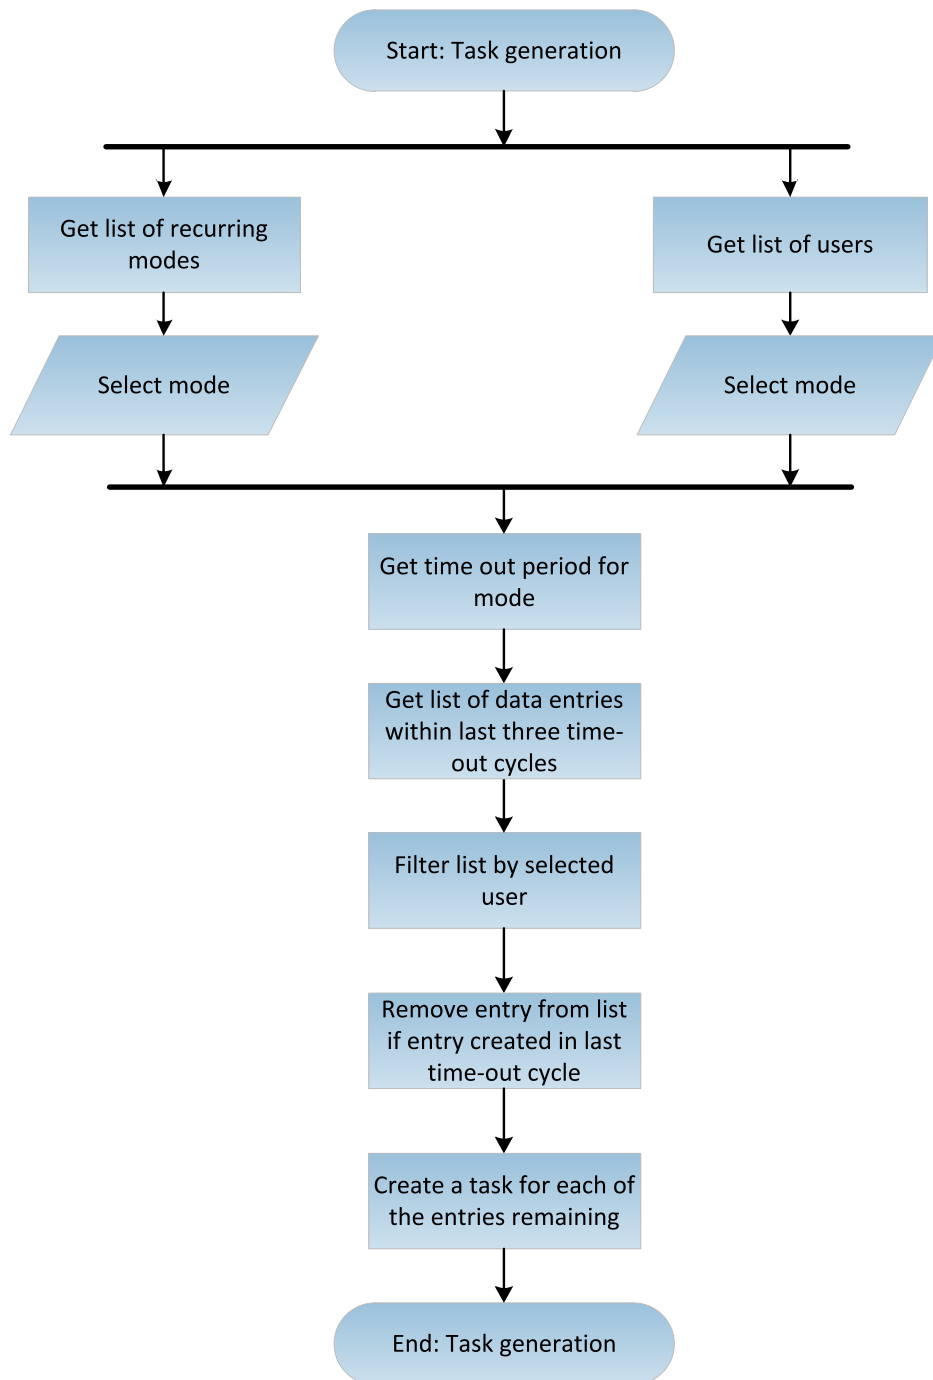 Start: Task generation
Get list of recurring
modes
Get list of users
Select mode
Select mode
Get time out period for
mode
Get list of data entries
within last three time-
out cycles
Filter list by selected
user
Remove entry from list
if entry created in last
time-out cycle
Create a task for each of
the entries remaining
End: Task generation